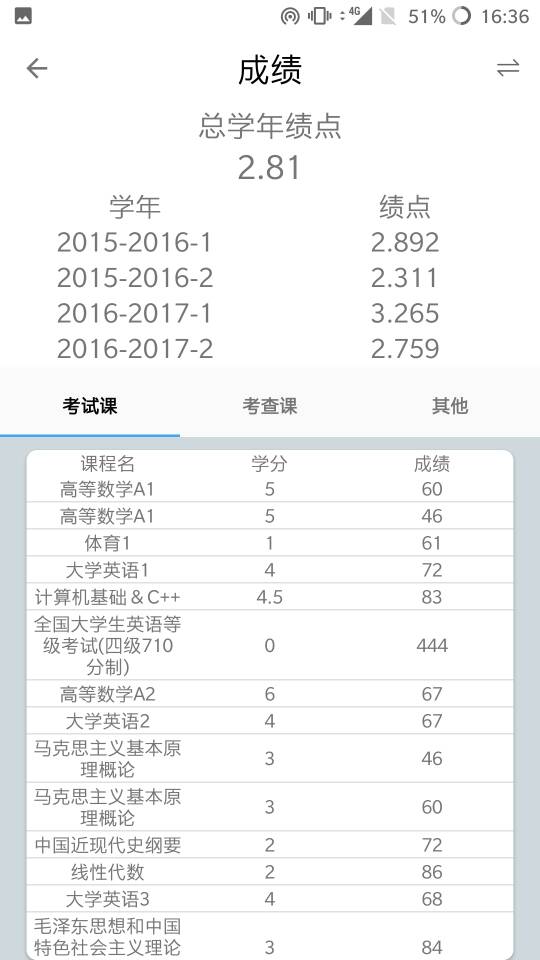 4G 51% 16:36
成绩
总学年绩点
2.81
学年 绩点
2015-2016-1 2.892
2015-2016-2 2.311
2016-2017-1 3.265
2016-2017-2 2.759
考试课 考查课 其他
课程名 学分 成绩
高等数学A1 5 60
高等数学A1 5 46
体育1 1 61
大学英语1 4 72
计算机基础＆C++ 4.5 83
全国大学生英语等
级考试(四级710 0 444
分制)
高等数学A2 6 67
大学英语2 4 67
马克思主义基本原
理概论 3 46
马克思主义基本原
理概论 3 60
中国近现代史纲要 2 72
线性代数 2 86
大学英语3 4 68
毛泽东思想和中国
特色社会主义理论 3 84